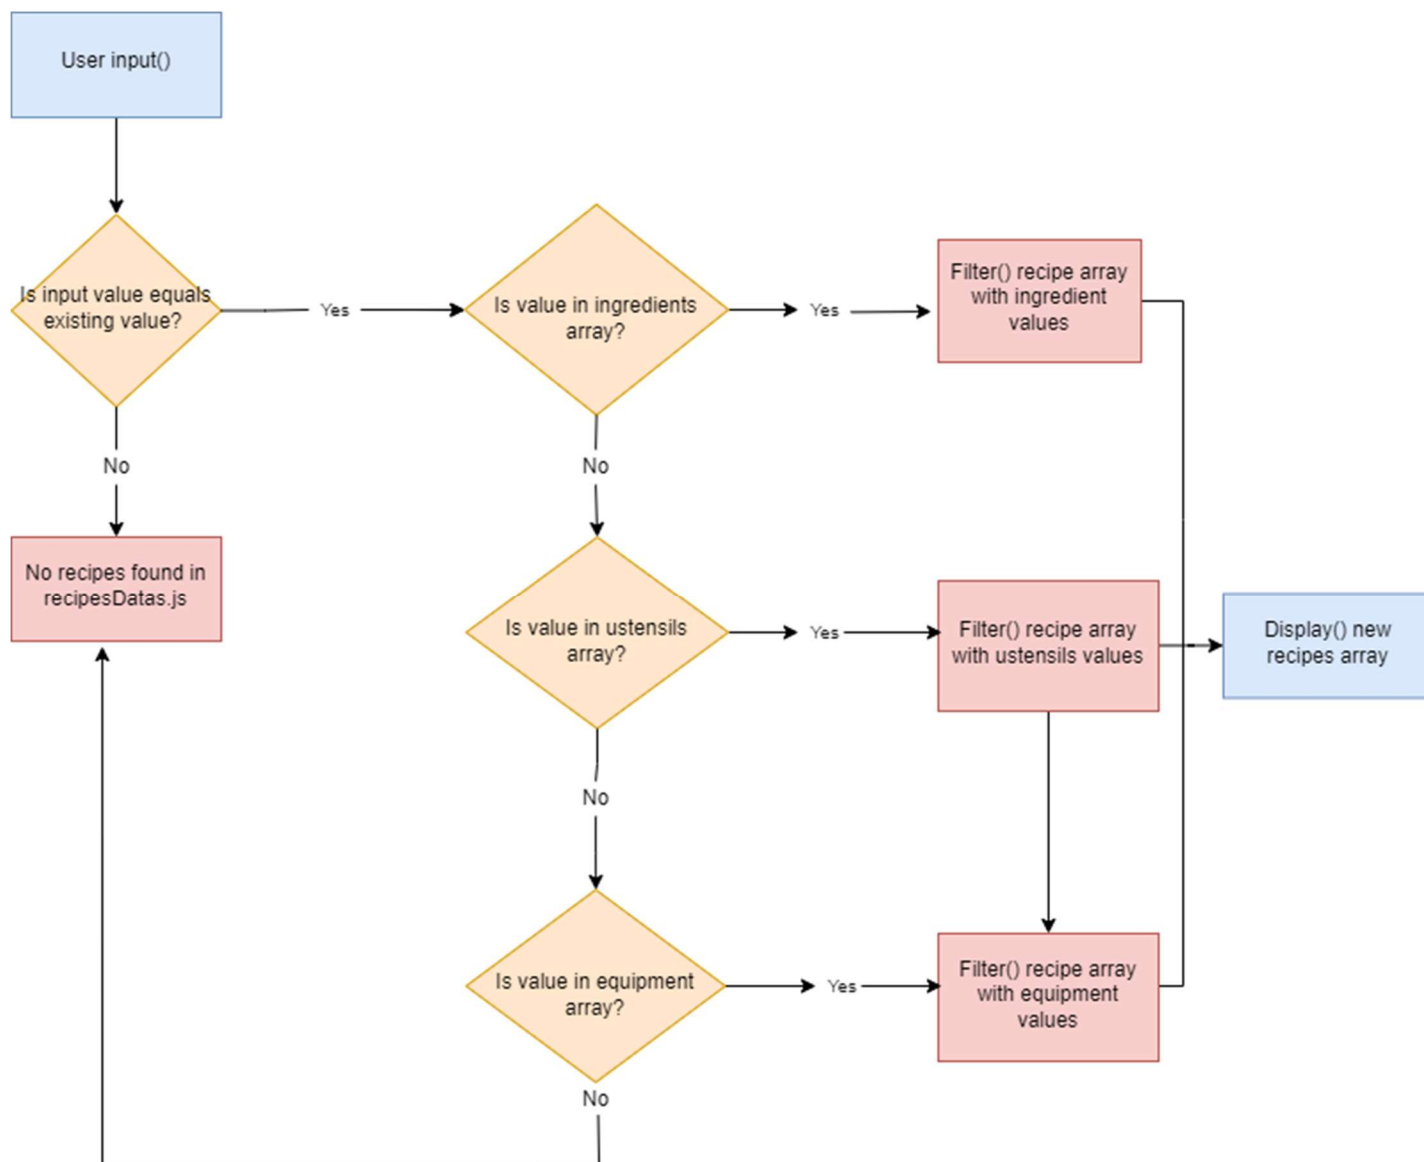 User input()
Is input value equals
existing value?
Yes
Is value in ingredients
array?
Yes
Filter() recipe array
with ingredient
values
No
No
No recipes found in
recipesDatas.js
Is value in ustensils
array?
Yes
Filter() recipe array
with ustensils values
Display() new
recipes array
No
Is value in equipment
array?
Yes
Filter() recipe array
with equipment
values
No